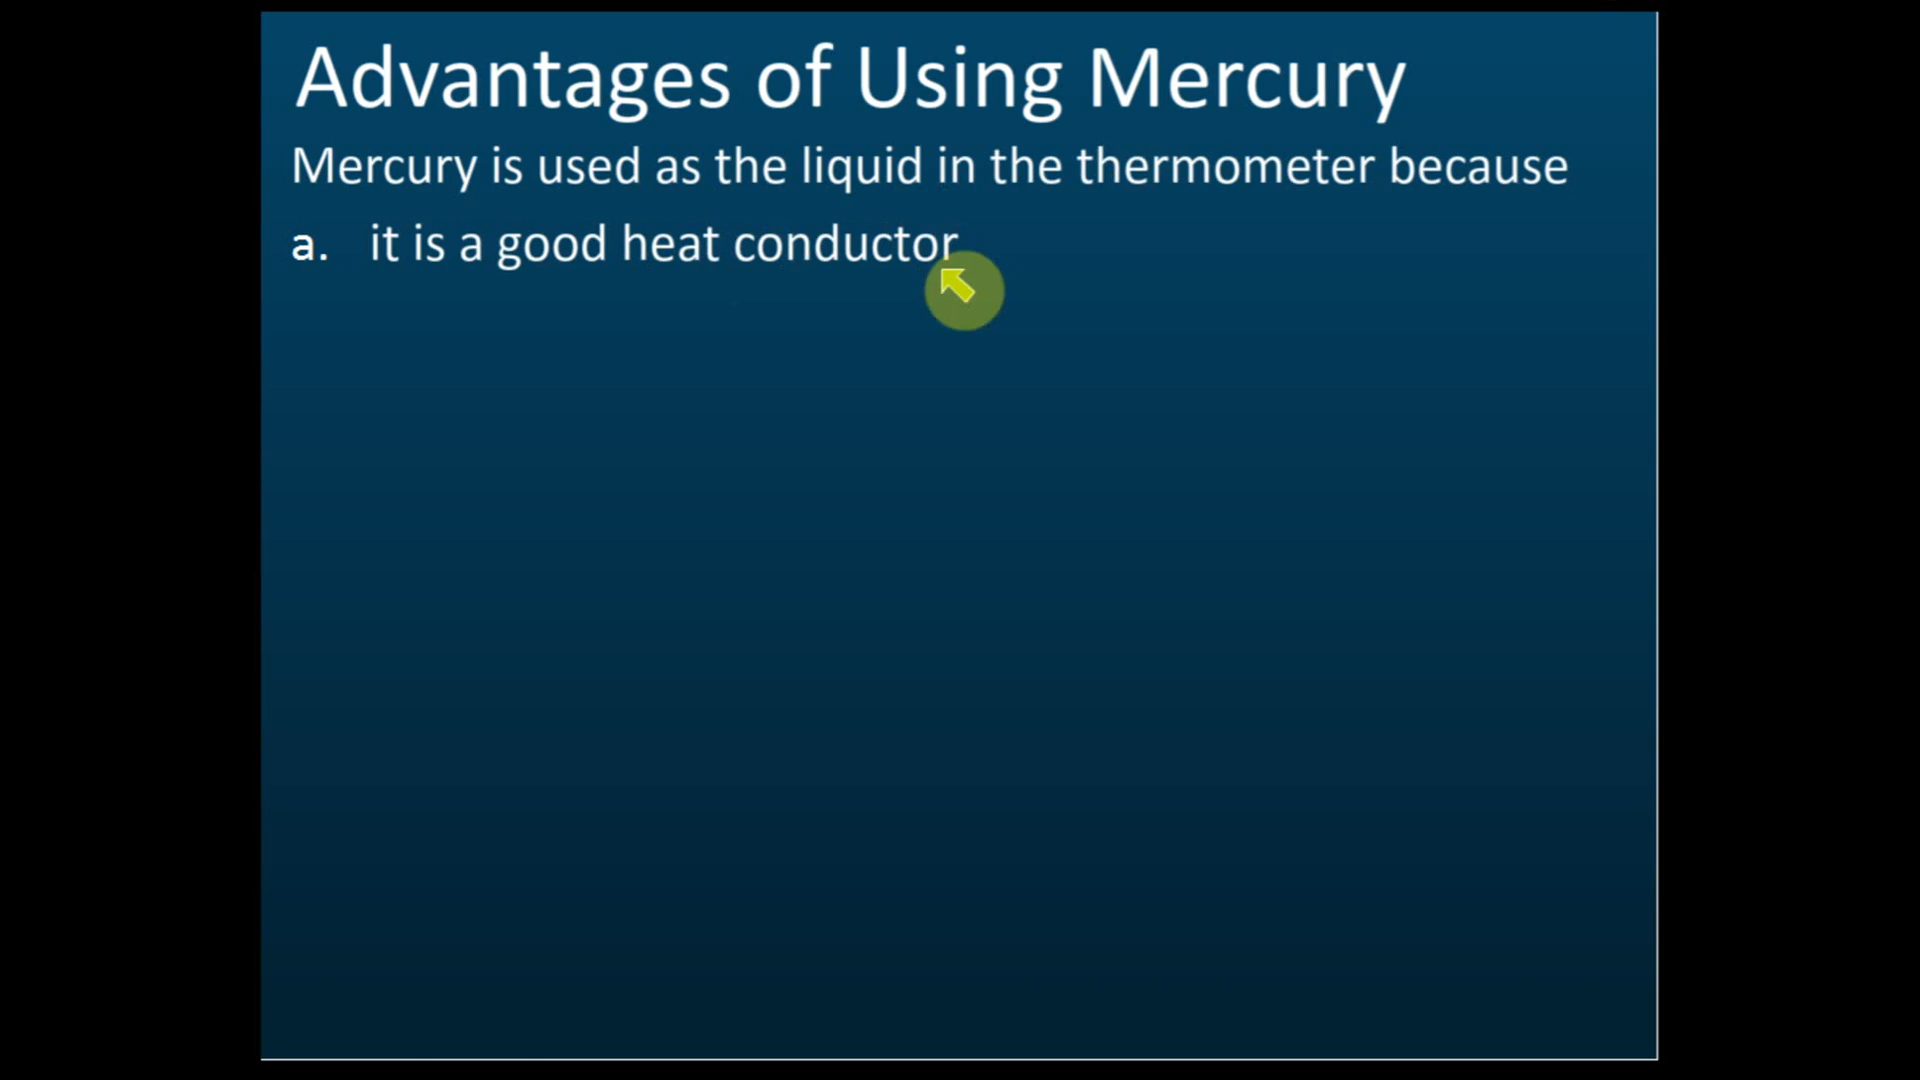 Advantages of Using Mercury
Mercury is used as the liquid in the thermometer because
a. it is a good heat conductor